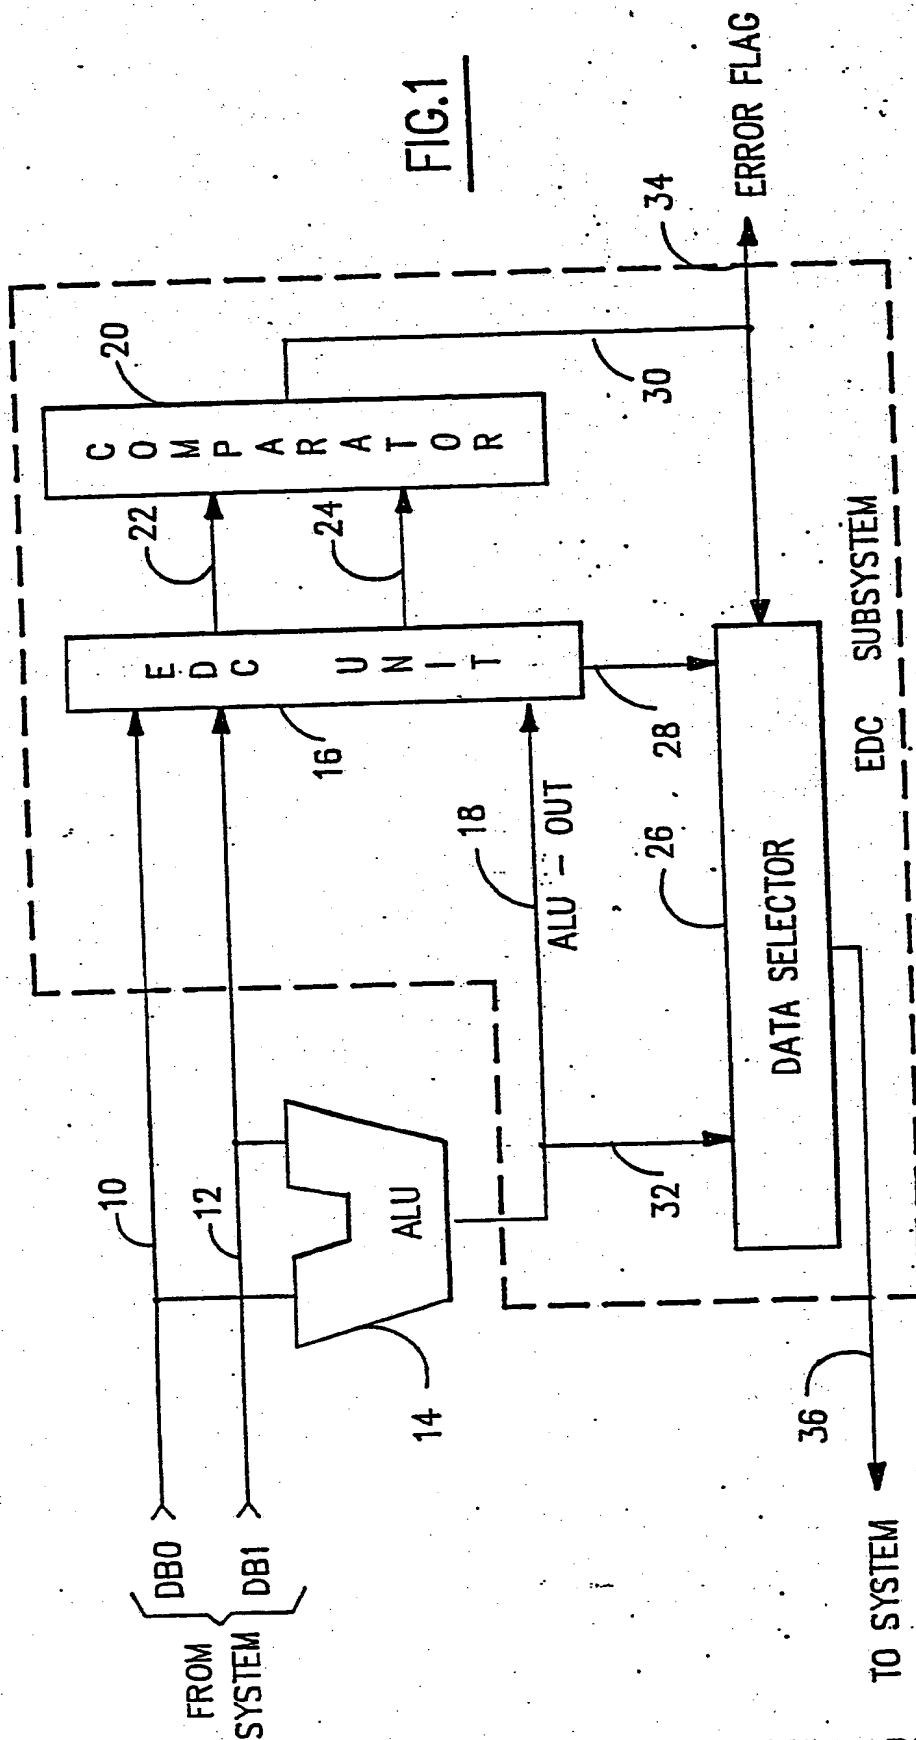 FIG.1
FROM
SYSTEM
DB0
DB1
10
12
14
ALU
16
EDC UNIT
18
ALU - OUT
20
COMPARATOR
22
24
26
DATA SELECTOR
28
30
32
34
ERROR FLAG
EDC SUBSYSTEM
36
TO SYSTEM